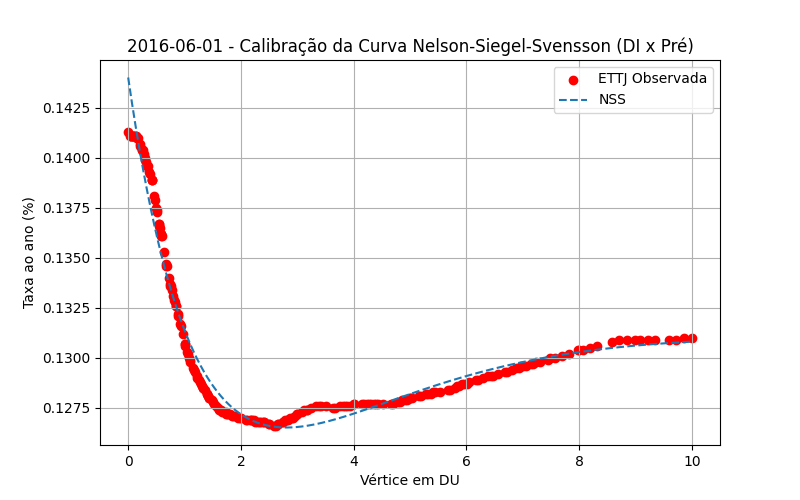 2016-06-01 - Calibração da Curva Nelson-Siegel-Svensson (DI x Pré)
ETTJ Observada
NSS
Taxa ao ano (%)
0.1425
0.1400
0.1375
0.1350
0.1325
0.1300
0.1275
0 2 4 6 8 10
Vértice em DU